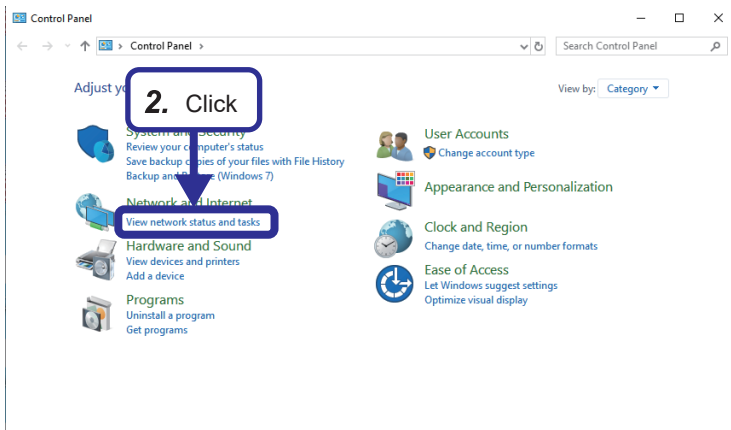 Control Panel
Control Panel
Search Control Panel
Adjust
View by: Category
2. Click
System and Security
Review your computer's status
Save backup copies of your files with File History
Backup and (Windows 7)
Network and Internet
View network status and tasks
Hardware and Sound
View devices and printers
Add a device
Programs
Uninstall a program
Get programs
User Accounts
Change account type
Appearance and Personalization
Clock and Region
Change date, time, or number formats
Ease of Access
Let Windows suggest settings
Optimize visual display